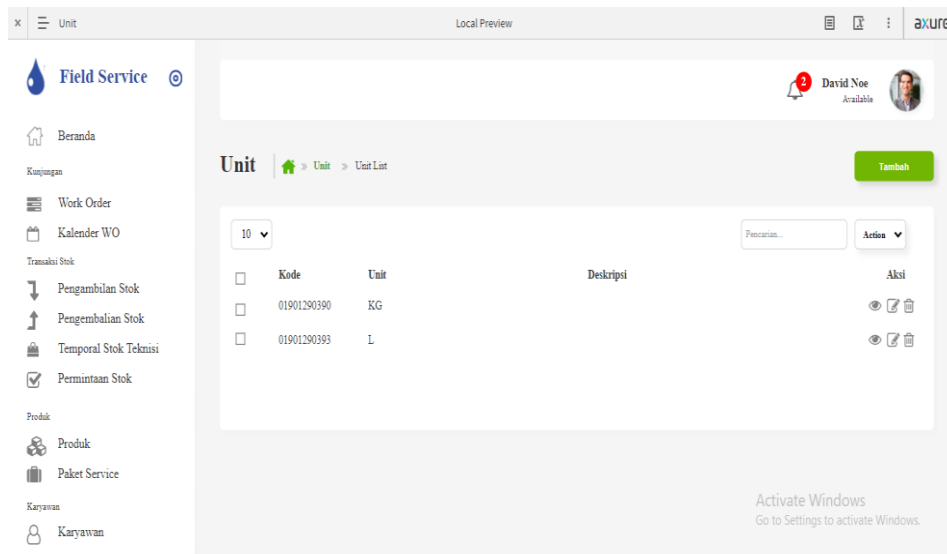 x Unit Local Preview axure
Field Service
2 David Noe
Available
Beranda
Kunjungan
Work Order
Kalender WO
Transaksi Stok
Pengambilan Stok
Pengembalian Stok
Temporal Stok Teknisi
Permintaan Stok
Produk
Produk
Paket Service
Karyawan
Karyawan
Unit » Unit » Unit List Tambah
10 Pencarian... Action
Kode Unit Deskripsi Aksi
01901290390 KG
01901290393 L
Activate Windows
Go to Settings to activate Windows.